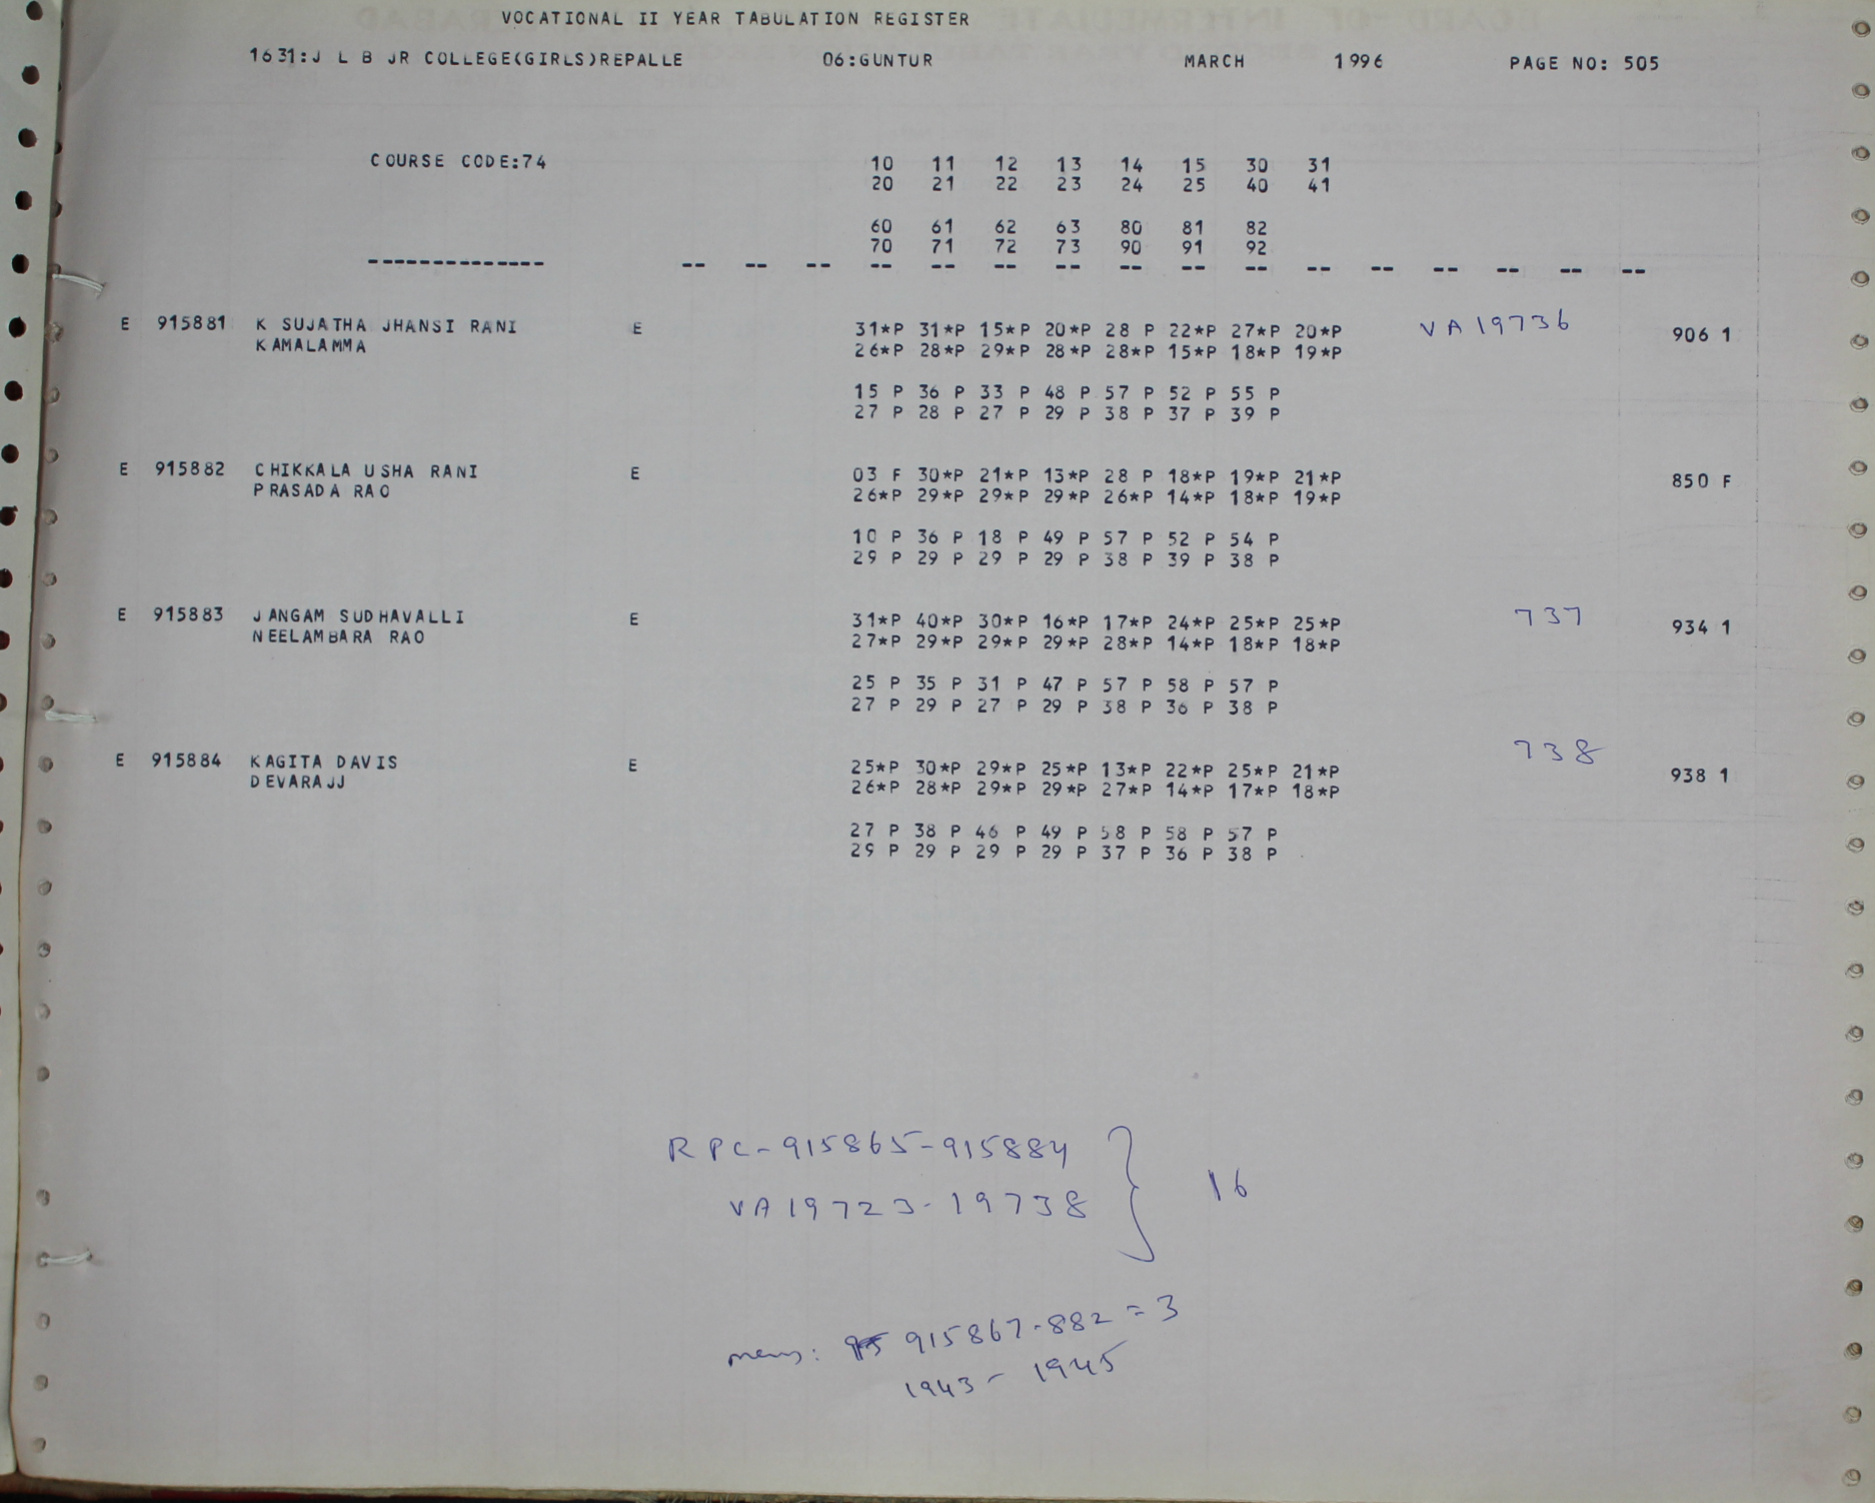 VOCATIONAL II YEAR TABULATION REGISTER
1631:J L B JR COLLEGE(GIRLS)REPALLE 06:GUNTUR MARCH 1996 PAGE NO: 505
COURSE CODE:74 10 11 12 13 14 15 30 31
20 21 22 23 24 25 40 41
60 61 62 63 80 81 82
70 71 72 73 90 91 92
-------------- -- -- -- -- -- -- -- -- -- -- -- -- -- -- -- --
E 915881 K SUJATHA JHANSI RANI E 31*P 31*P 15*P 20*P 28 P 22*P 27*P 20*P VA19736 906 1
KAMALAMMA 26*P 28*P 29*P 28*P 28*P 15*P 18*P 19*P
15 P 36 P 33 P 48 P 57 P 52 P 55 P
27 P 28 P 27 P 29 P 38 P 37 P 39 P
E 915882 CHIKKALA USHA RANI E 03 F 30*P 21*P 13*P 28 P 18*P 19*P 21*P 850 F
PRASADA RAO 26*P 29*P 29*P 29*P 26*P 14*P 18*P 19*P
10 P 36 P 18 P 49 P 57 P 52 P 54 P
29 P 29 P 29 P 29 P 38 P 39 P 38 P
E 915883 JANGAM SUDHAVALLI E 31*P 40*P 30*P 16*P 17*P 24*P 25*P 25*P 737 934 1
NEELAMBARA RAO 27*P 29*P 29*P 29*P 28*P 14*P 18*P 18*P
25 P 35 P 31 P 47 P 57 P 58 P 57 P
27 P 29 P 27 P 29 P 38 P 36 P 38 P
E 915884 KAGITA DAVIS E 25*P 30*P 29*P 25*P 13*P 22*P 25*P 21*P 738 938 1
DEVARAJJ 26*P 28*P 29*P 29*P 27*P 14*P 17*P 18*P
27 P 38 P 46 P 49 P 58 P 58 P 57 P
29 P 29 P 29 P 29 P 37 P 36 P 38 P
RPC-915865-915884
VA19723-19738 } 16
915867-882 = 3
1943 - 1945